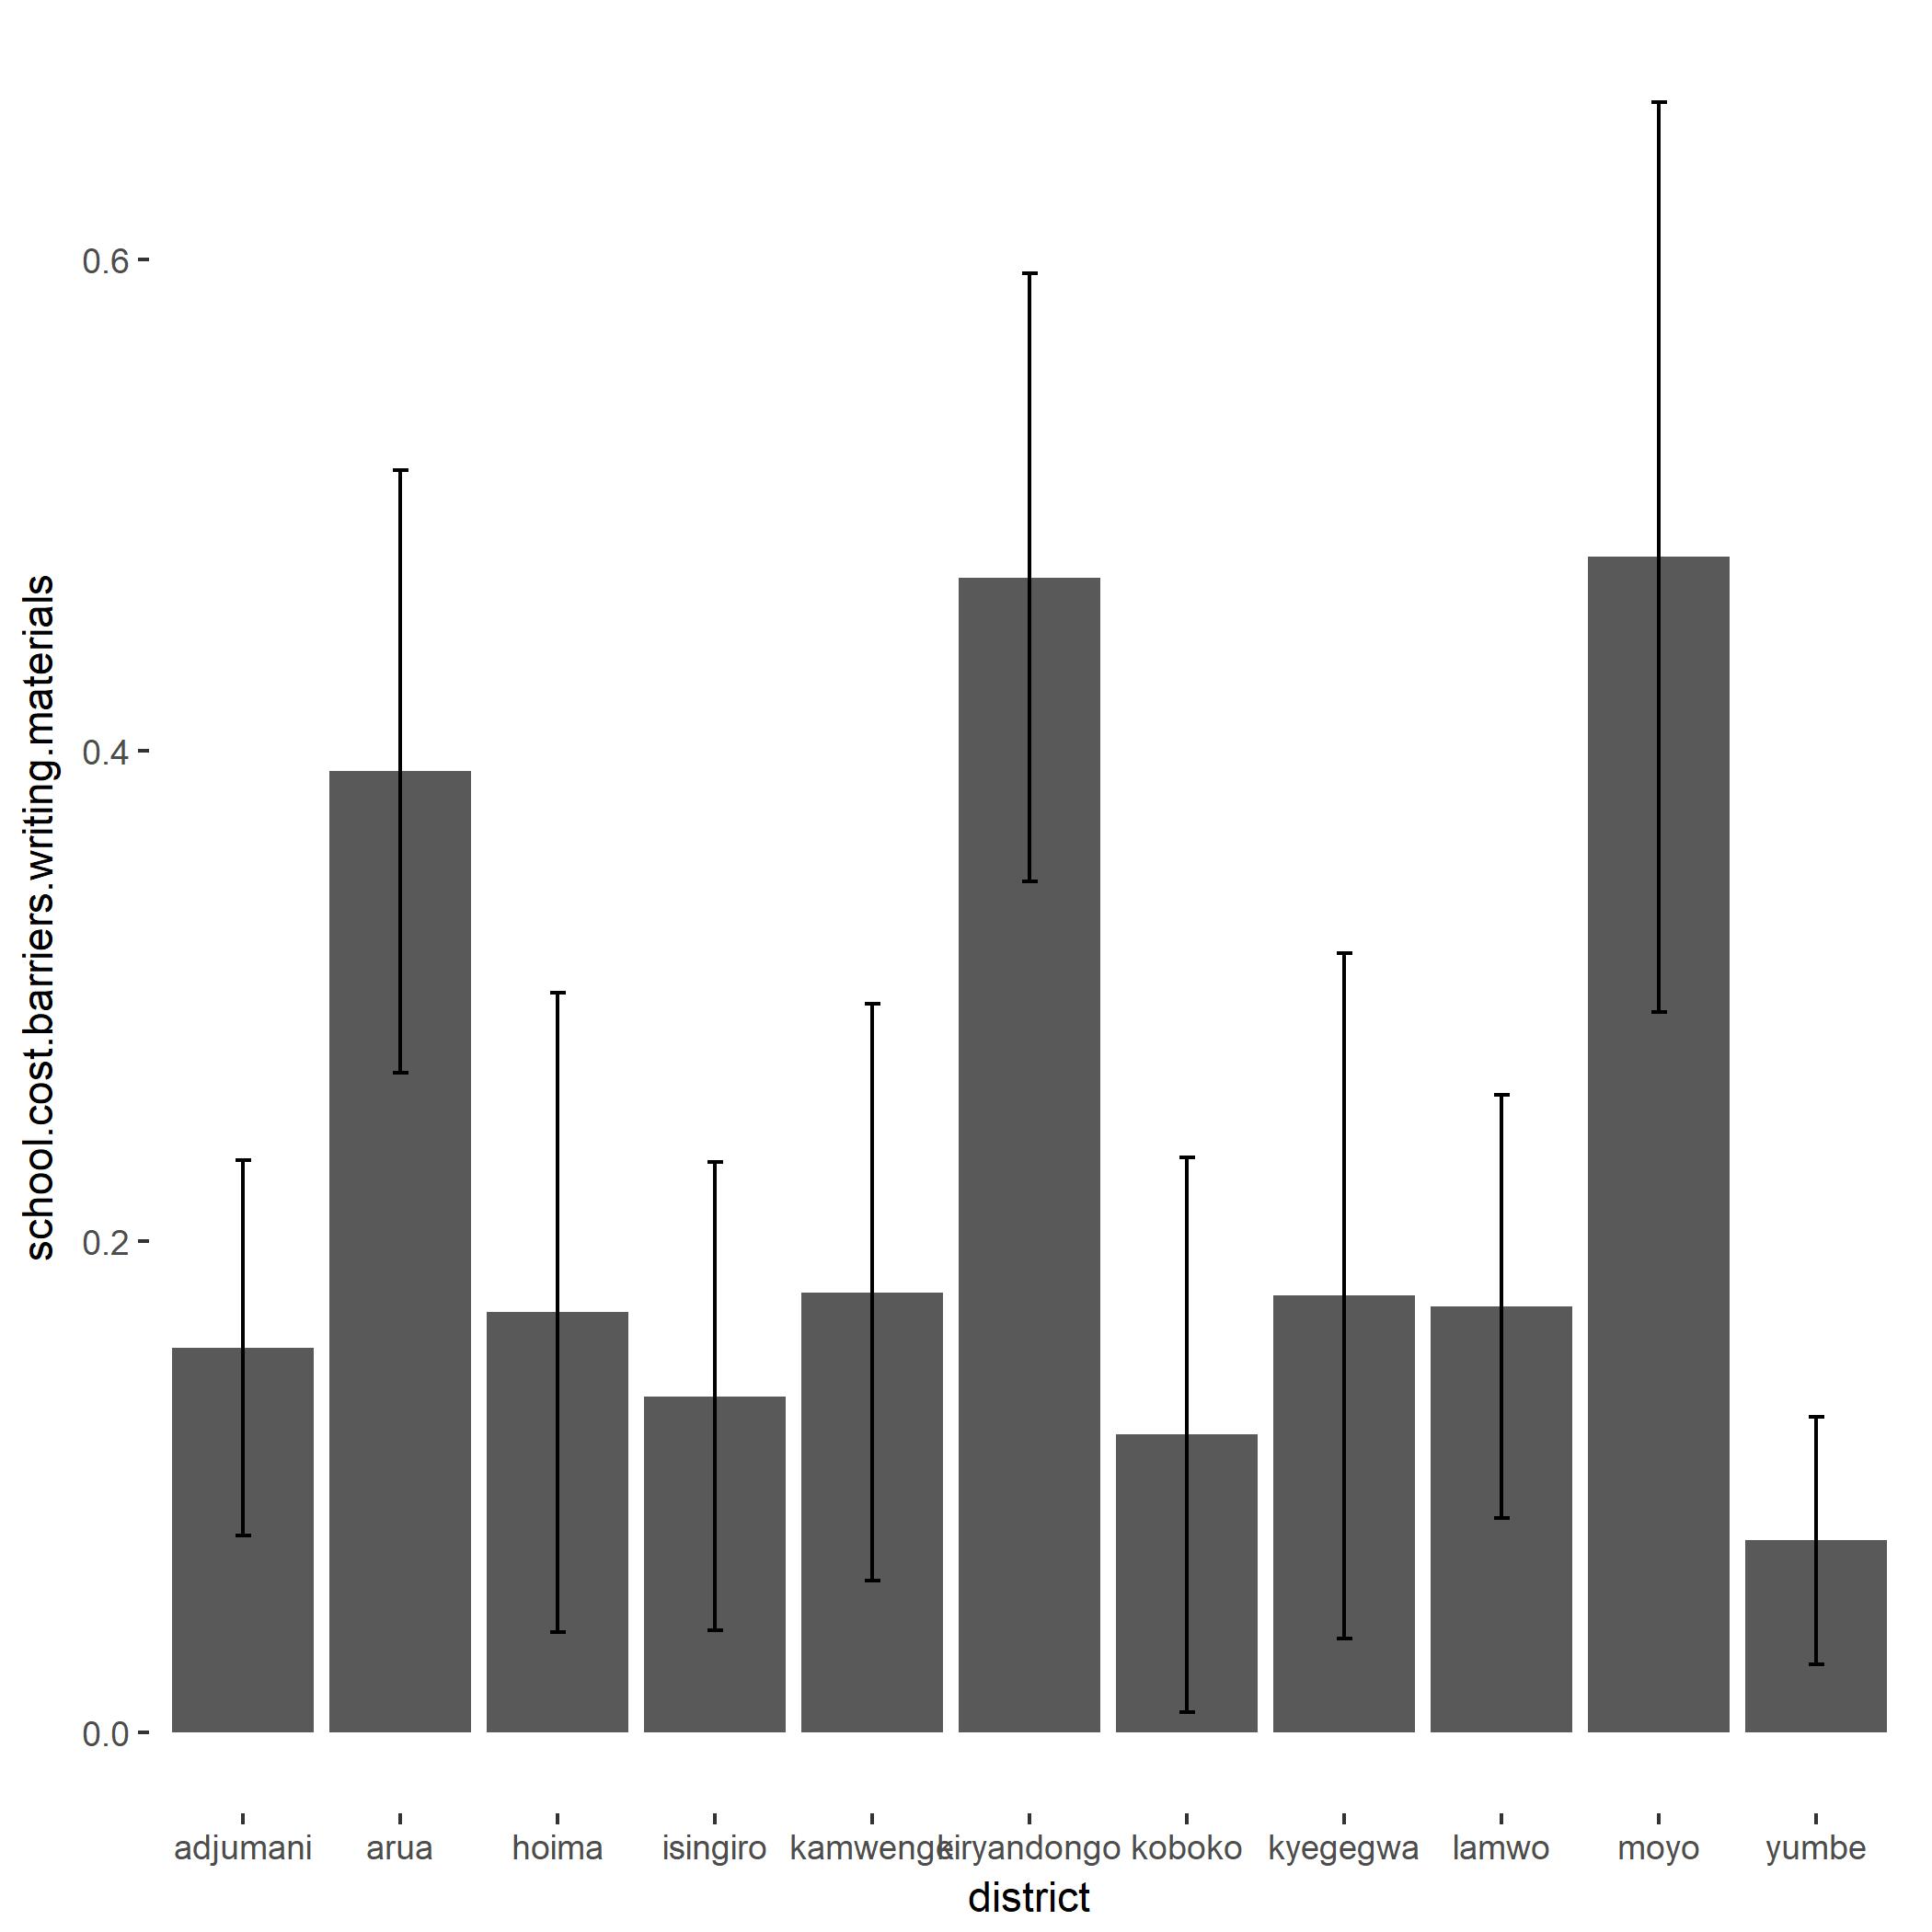 school.cost.barriers.writing.materials
0.6
0.4
0.2
0.0
adjumani arua hoima isingiro kamwenge kiryandongo koboko kyegegwa lamwo moyo yumbe
district